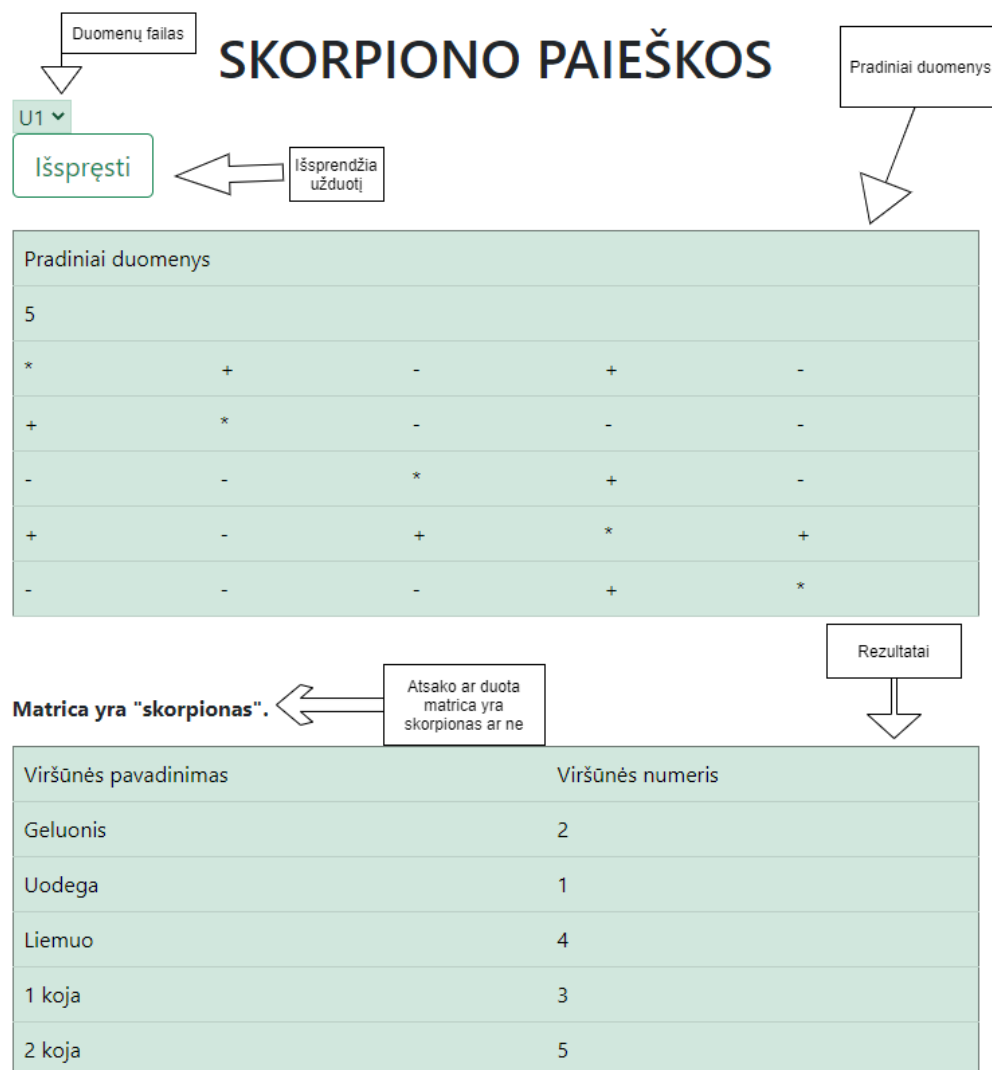 Duomenų failas
SKORPIONO PAIEŠKOS
Pradiniai duomenys
U1
Išspręsti
Išsprendžia
užduotį
Pradiniai duomenys
5
* + - + -
+ * - - -
- - * + -
+ - + * +
- - - + *
Rezultatai
Matrica yra "skorpionas".
Atsako ar duota
matrica yra
skorpionas ar ne
Viršūnės pavadinimas Viršūnės numeris
Geluonis 2
Uodega 1
Liemuo 4
1 koja 3
2 koja 5